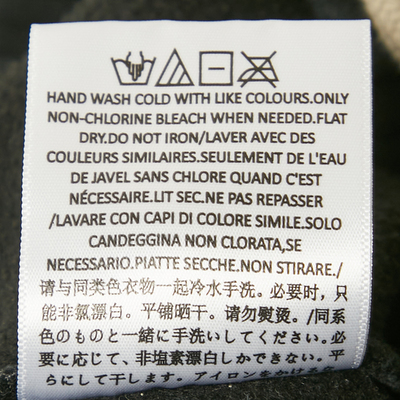 HAND WASH COLD WITH LIKE COLOURS.ONLY
NON-CHLORINE BLEACH WHEN NEEDED.FLAT
DRY.DO NOT IRON/LAVER AVEC DES
COULEURS SIMILAIRES.SEULEMENT DE L'EAU
DE JAVEL SANS CHLORE QUAND C'EST
NÉCESSAIRE.LIT SEC.NE PAS REPASSER
/LAVARE CON CAPI DI COLORE SIMILE.SOLO
CANDEGGINA NON CLORATA,SE
NECESSARIO.PIATTE SECCHE.NON STIRARE./
请与同类色衣物一起冷水手洗。必要时，只
能非氯漂白。平铺晒干。请勿熨烫。/同系
色のものと一緒に手洗いしてください。必
要に応じて、非塩素漂白しかできない。平
らにして干します。アイロンをかけるな